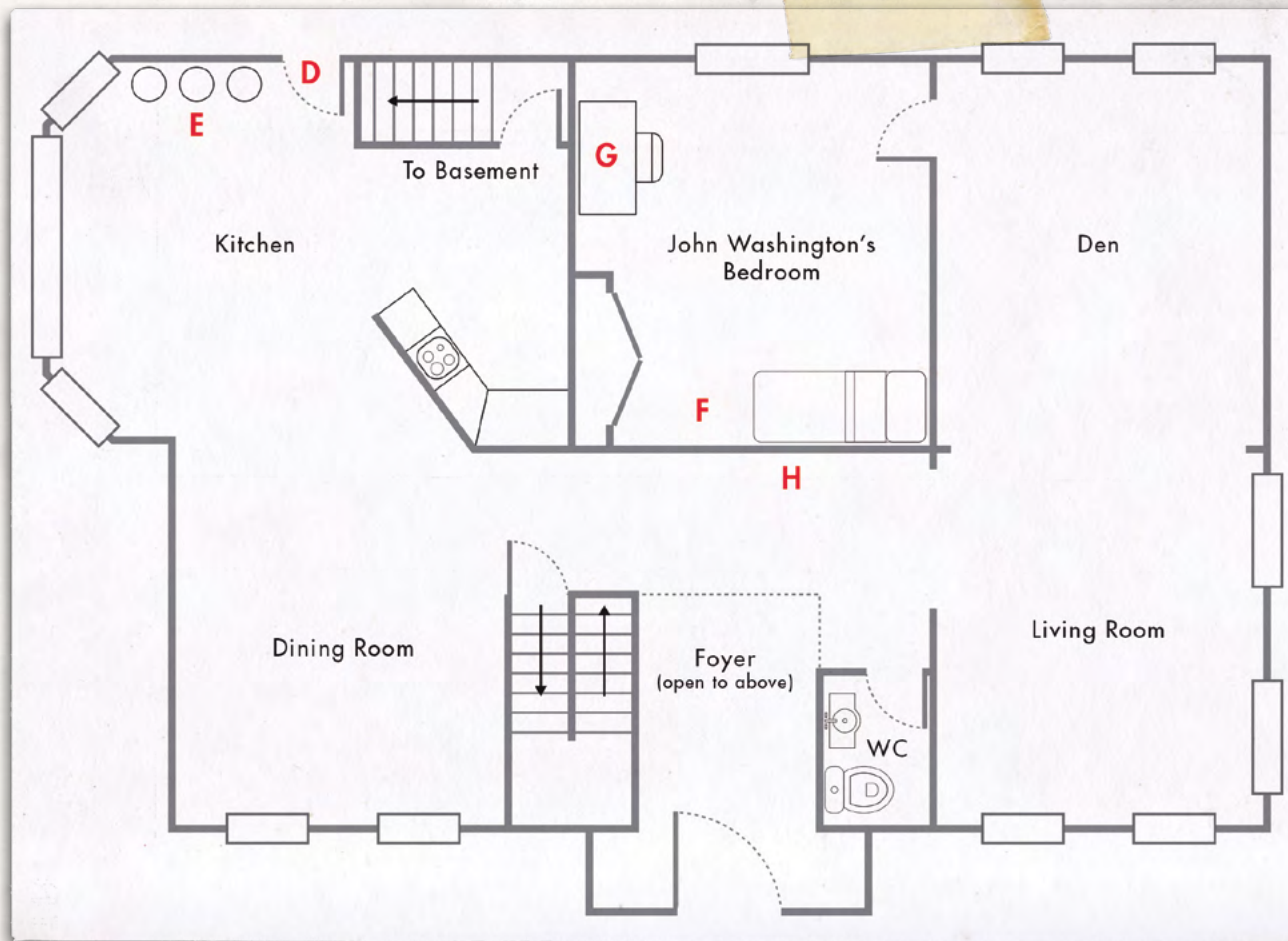 D
E
G
To Basement
Kitchen
John Washington's
Bedroom
Den
F
H
Dining Room
Foyer
(open to above)
Living Room
WC